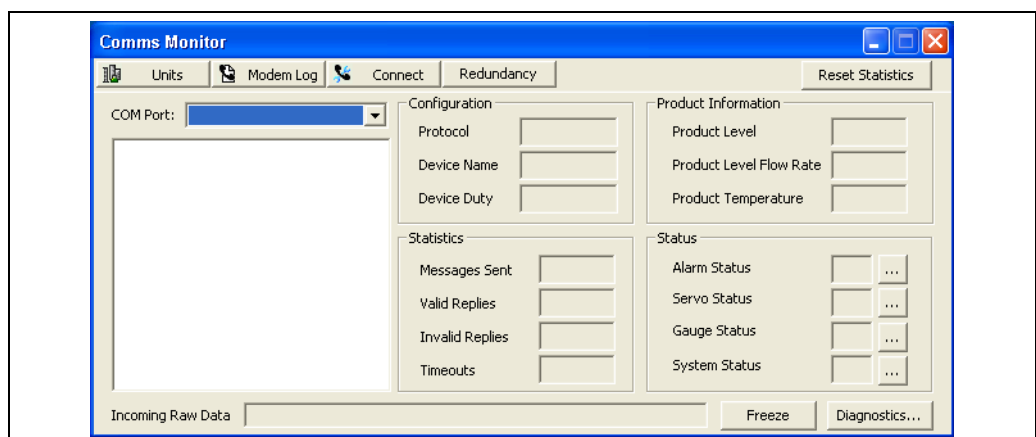 Comms Monitor
Units Modem Log Connect Redundancy Reset Statistics
COM Port:
Configuration
Protocol
Device Name
Device Duty
Product Information
Product Level
Product Level Flow Rate
Product Temperature
Statistics
Messages Sent
Valid Replies
Invalid Replies
Timeouts
Status
Alarm Status ...
Servo Status ...
Gauge Status ...
System Status ...
Incoming Raw Data Freeze Diagnostics...